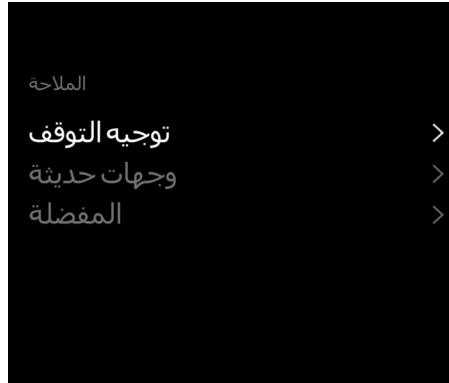 الملاحة
توجيه التوقف
وجهات حديثة
المفضلة